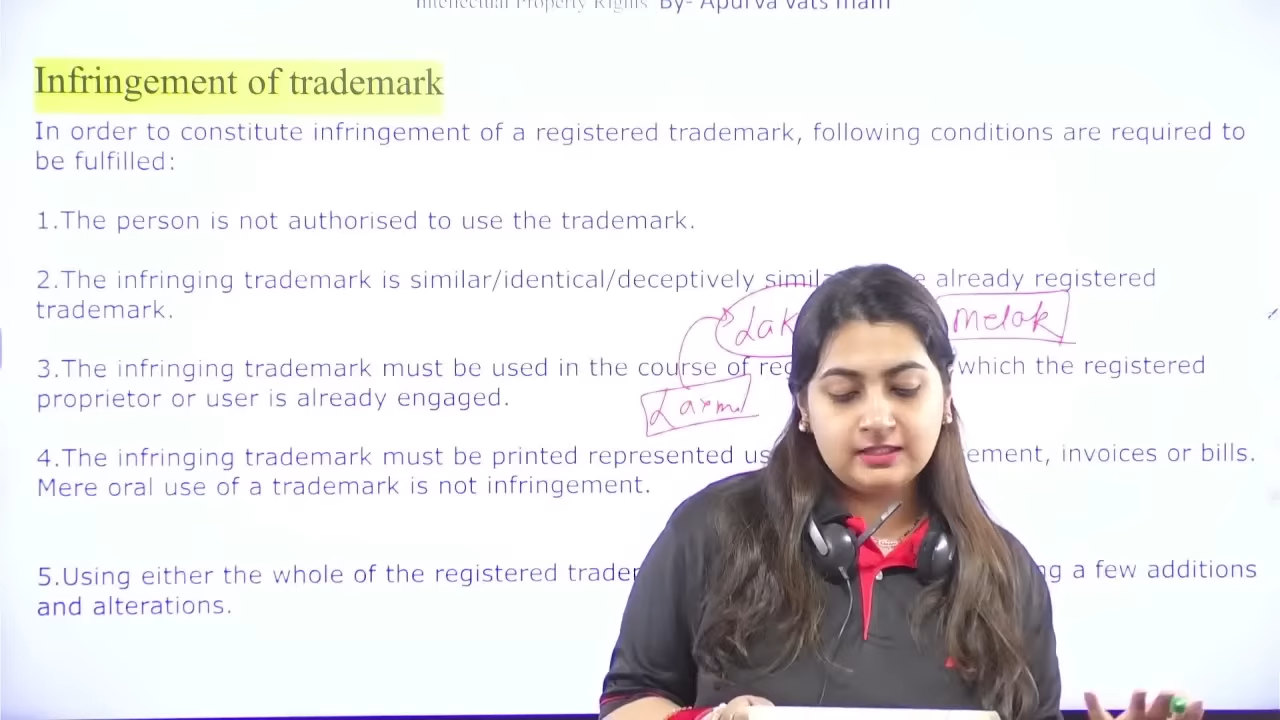 Intellectual Property Rights By- Apurva vats mam
Infringement of trademark
In order to constitute infringement of a registered trademark, following conditions are required to
be fulfilled:
1.The person is not authorised to use the trademark.
2.The infringing trademark is similar/identical/deceptively already registered
trademark.
Lak Melak
3.The infringing trademark must be used in the course of which the registered
proprietor or user is already engaged.
Laxmi
4.The infringing trademark must be printed represented invoices or bills.
Mere oral use of a trademark is not infringement.
5.Using either the whole of the registered a few additions
and alterations.